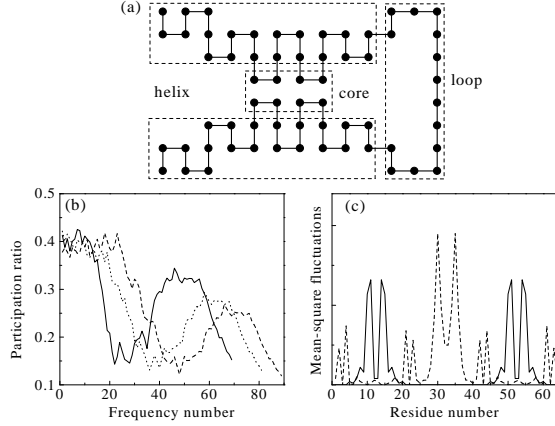 (a)
helix
core
loop
(b)
0.5
0.4
0.3
0.2
0.1
Participation ratio
0 20 40 60 80
Frequency number
(c)
Mean-square fluctuations
0 10 20 30 40 50 60
Residue number